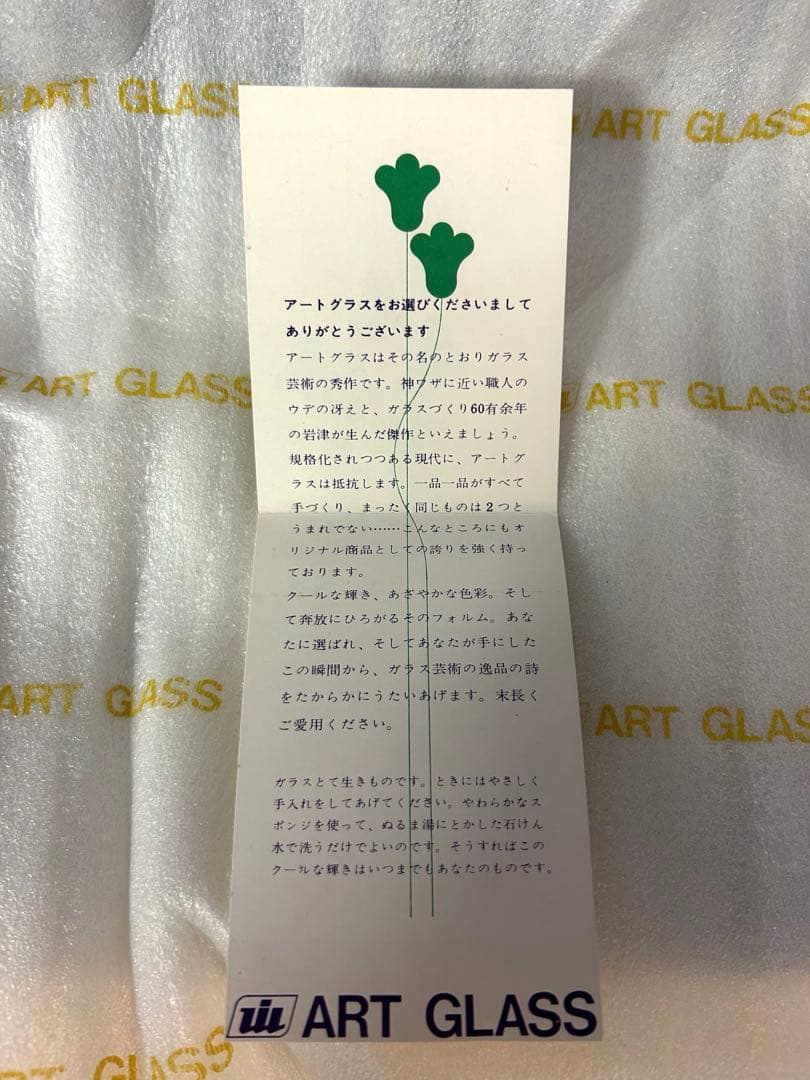 ART GLASS
ART GLASS
アートグラスをお選びくださいまして
ありがとうございます
アートグラスはその名のとおりガラス
芸術の秀作です。神ワザに近い職人の
ウデの冴えと、ガラスづくり60有余年
の岩津が生んだ傑作といえましょう。
規格化されつつある現代に、アートグ
ラスは抵抗します。一品一品がすべて
手づくり、まったく同じものは2つと
うまれでない……こんなところにもオ
リジナル商品としての誇りを強く持っ
ております。
クールな輝き、あざやかな色彩。そし
て奔放にひろがるそのフォルム。あな
たに選ばれ、そしてあなたが手にした
この瞬間から、ガラス芸術の逸品の詩
をたからかにうたいあげます。末長く
ご愛用ください。
ガラスとて生きものです。ときにはやさしく
手入れをしてあげてください。やわらかなス
ポンジを使って、ぬるま湯にとかした石けん
水で洗うだけでよいのです。そうすればこの
クールな輝きはいつまでもあなたのものです。
ART GLASS
ART GLASS
ART GLASS
ART GLASS
ART GLASS
ART GLASS